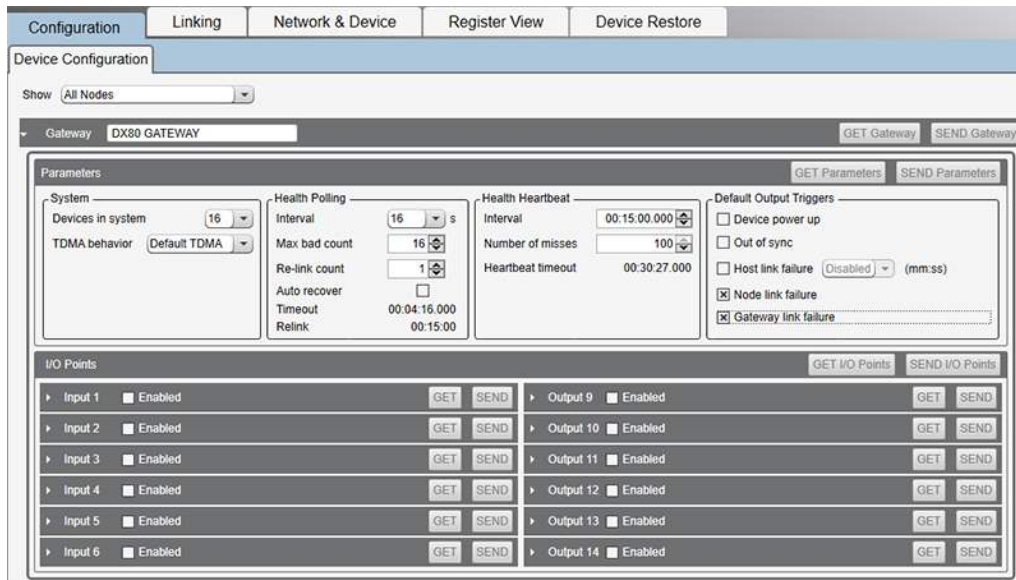 Configuration
Linking
Network & Device
Register View
Device Restore
Device Configuration
Show All Nodes
Gateway DX80 GATEWAY GET Gateway SEND Gateway
Parameters GET Parameters SEND Parameters
System
Devices in system 16
TDMA behavior Default TDMA
Health Polling
Interval 16 s
Max bad count 16
Re-link count 1
Auto recover
Timeout 00:04:16.000
Relink 00:15:00
Health Heartbeat
Interval 00:15:00.000
Number of misses 100
Heartbeat timeout 00:30:27.000
Default Output Triggers
Device power up
Out of sync
Host link failure Disabled (mm:ss)
Node link failure
Gateway link failure
I/O Points GET I/O Points SEND I/O Points
Input 1 Enabled GET SEND
Output 9 Enabled GET SEND
Input 2 Enabled GET SEND
Output 10 Enabled GET SEND
Input 3 Enabled GET SEND
Output 11 Enabled GET SEND
Input 4 Enabled GET SEND
Output 12 Enabled GET SEND
Input 5 Enabled GET SEND
Output 13 Enabled GET SEND
Input 6 Enabled GET SEND
Output 14 Enabled GET SEND